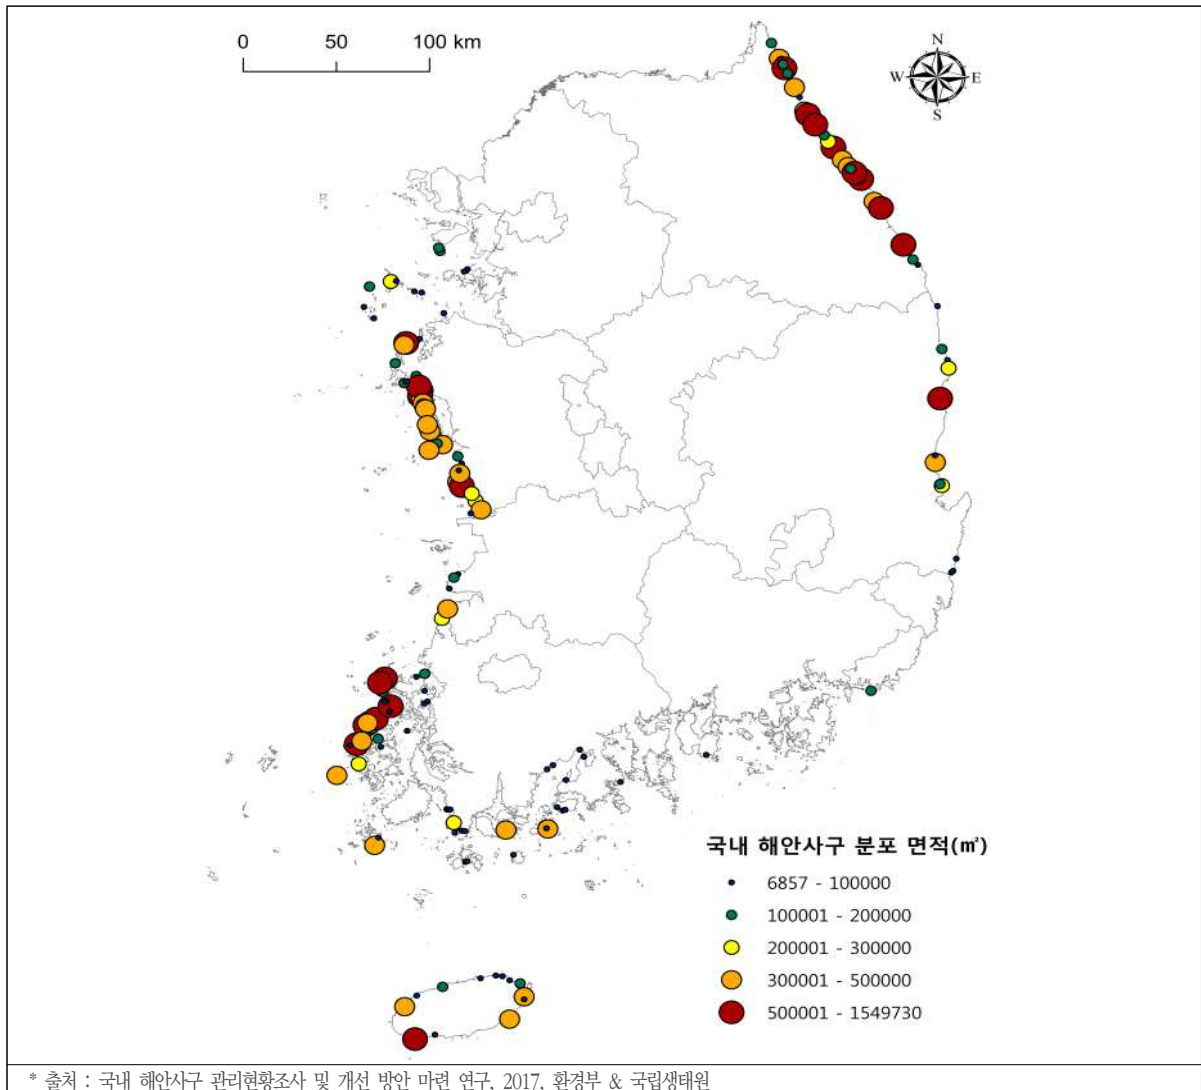 0 50 100 km
N
W E
S
국내 해안사구 분포 면적(㎡)
6857 - 100000
100001 - 200000
200001 - 300000
300001 - 500000
500001 - 1549730
* 출처 : 국내 해안사구 관리현황조사 및 개선 방안 마련 연구, 2017, 환경부 & 국립생태원